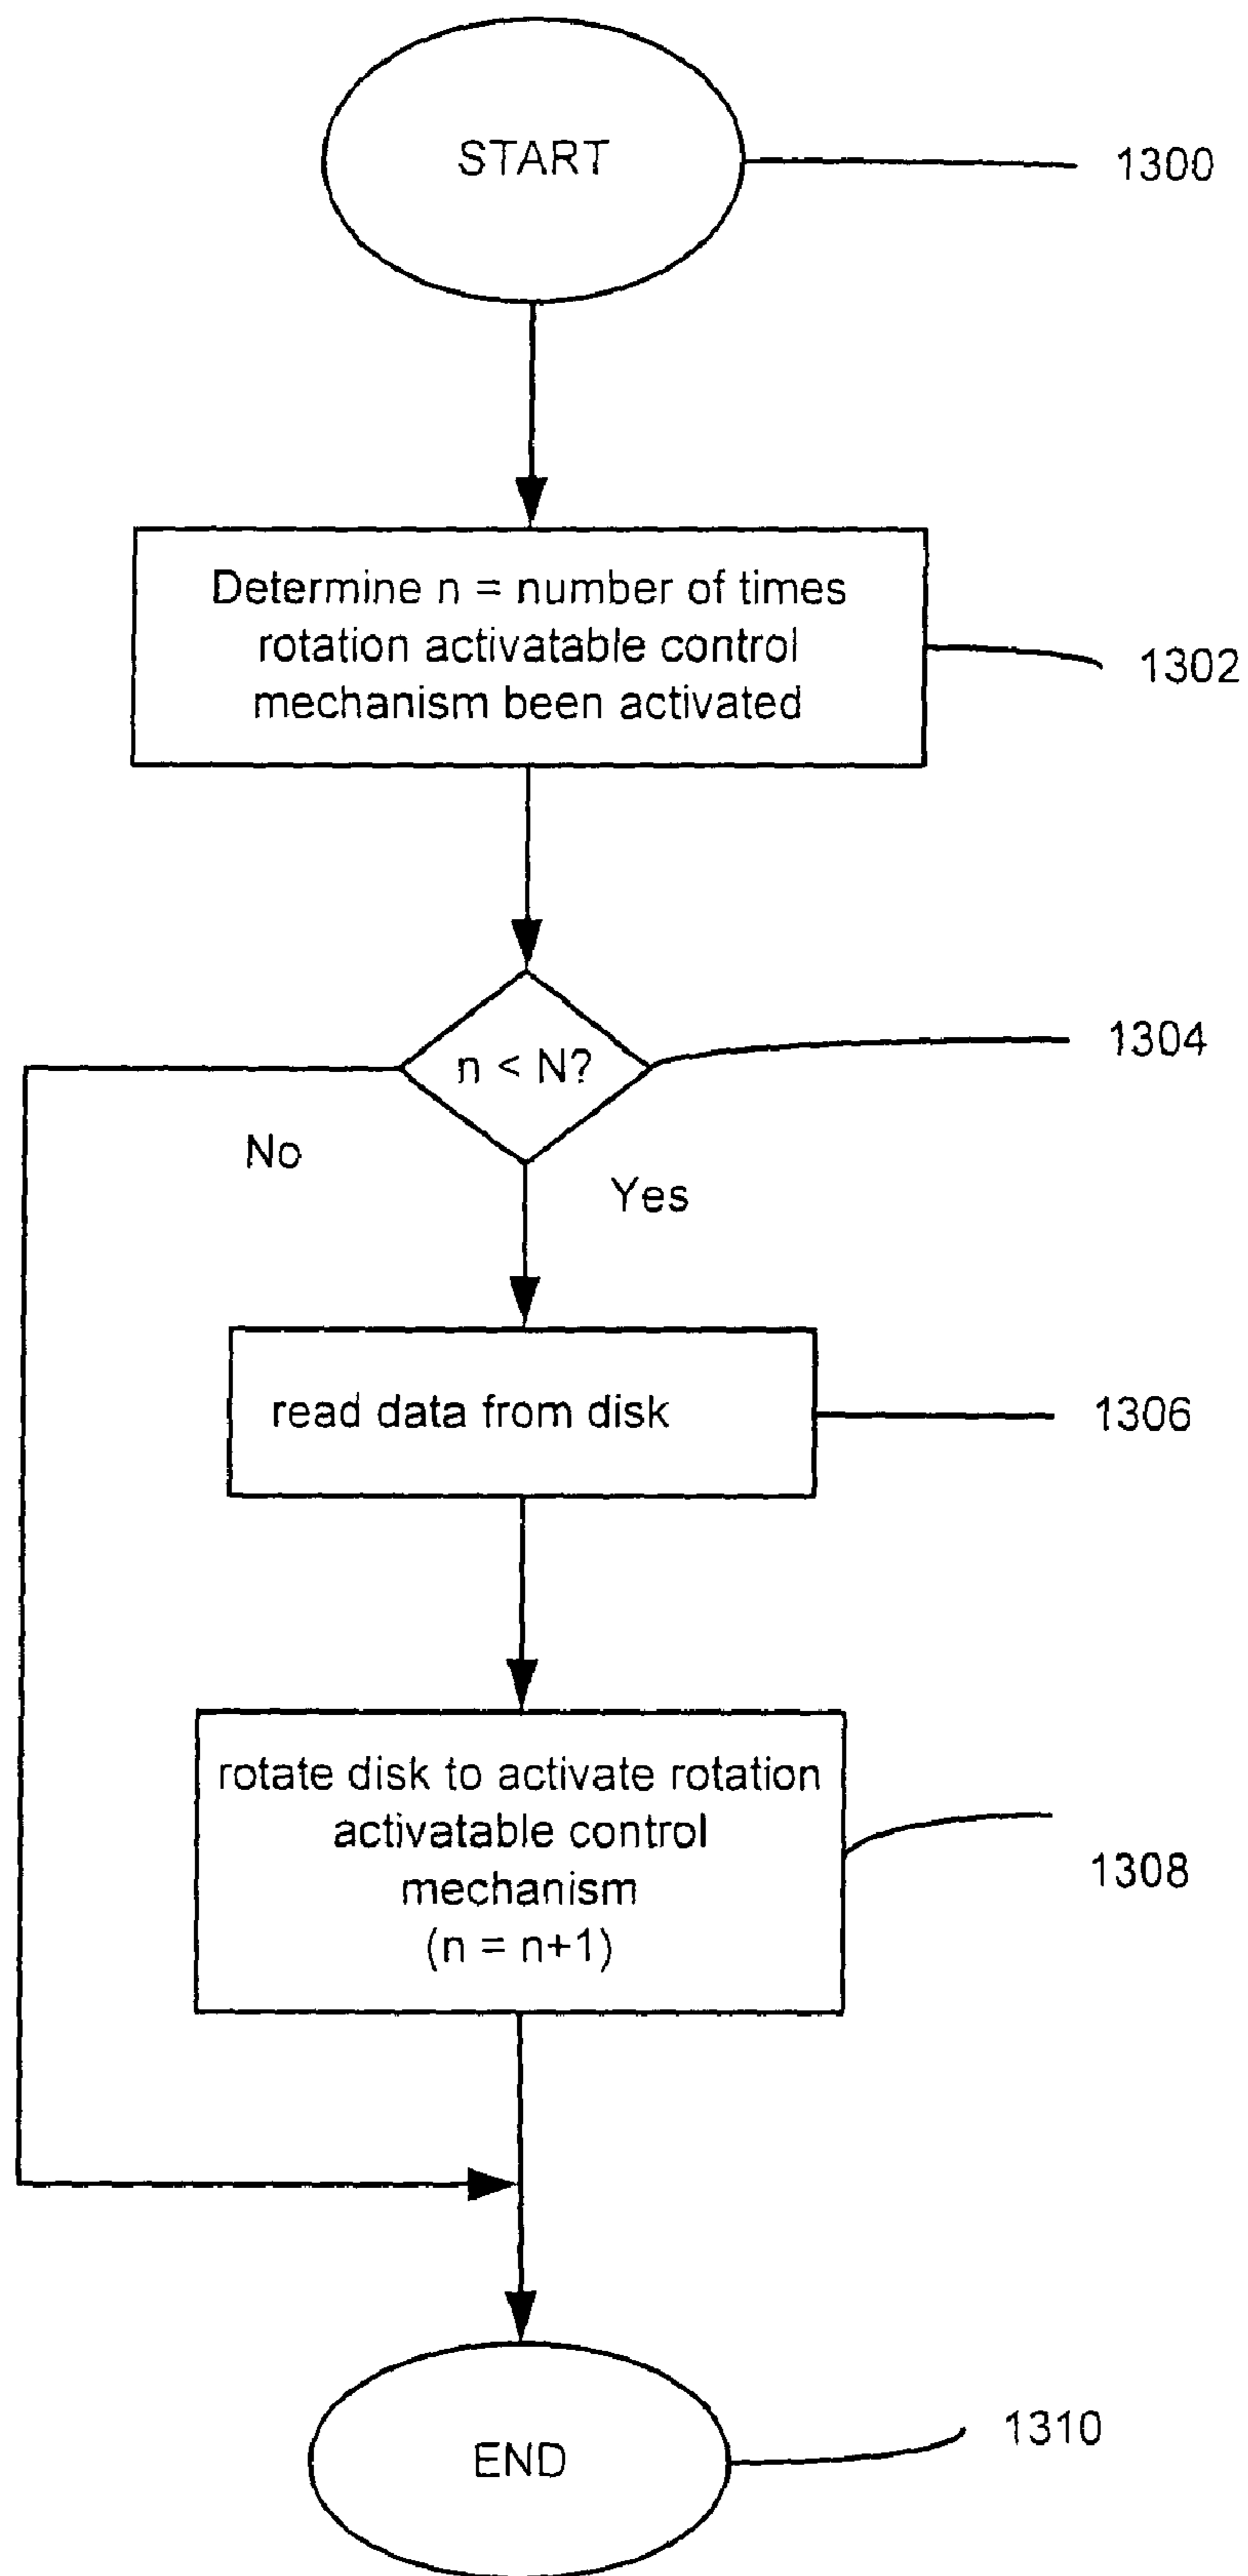 START
1300
Determine n = number of times
rotation activatable control
mechanism been activated
1302
n < N?
1304
No
Yes
read data from disk
1306
rotate disk to activate rotation
activatable control
mechanism
(n = n+1)
1308
END
1310